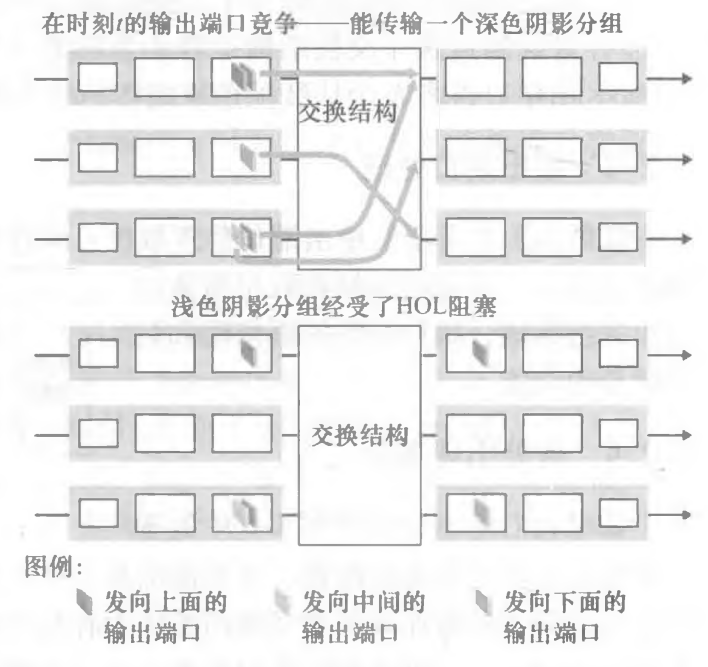 在时刻t的输出端口竞争——能传输一个深色阴影分组
交换结构
浅色阴影分组经受了HOL阻塞
交换结构
图例：
发向上面的
输出端口
发向中间的
输出端口
发向下面的
输出端口